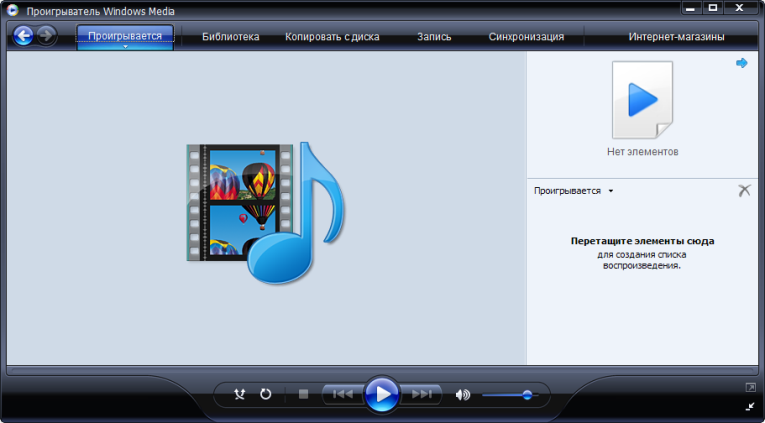 Проигрыватель Windows Media
Проигрывается
Библиотека
Копировать с диска
Запись
Синхронизация
Интернет-магазины
Нет элементов
Проигрывается
Перетащите элементы сюда
для создания списка
воспроизведения.